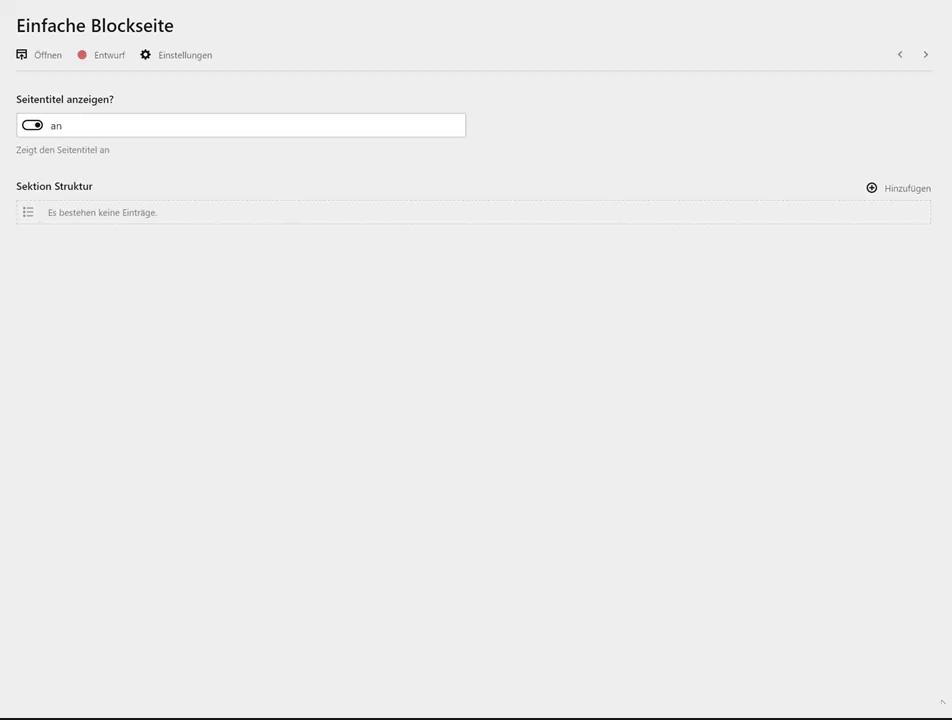 Einfache Blockseite
Öffnen Entwurf Einstellungen
Seitentitel anzeigen?
an
Zeigt den Seitentitel an
Sektion Struktur Hinzufügen
Es bestehen keine Einträge.